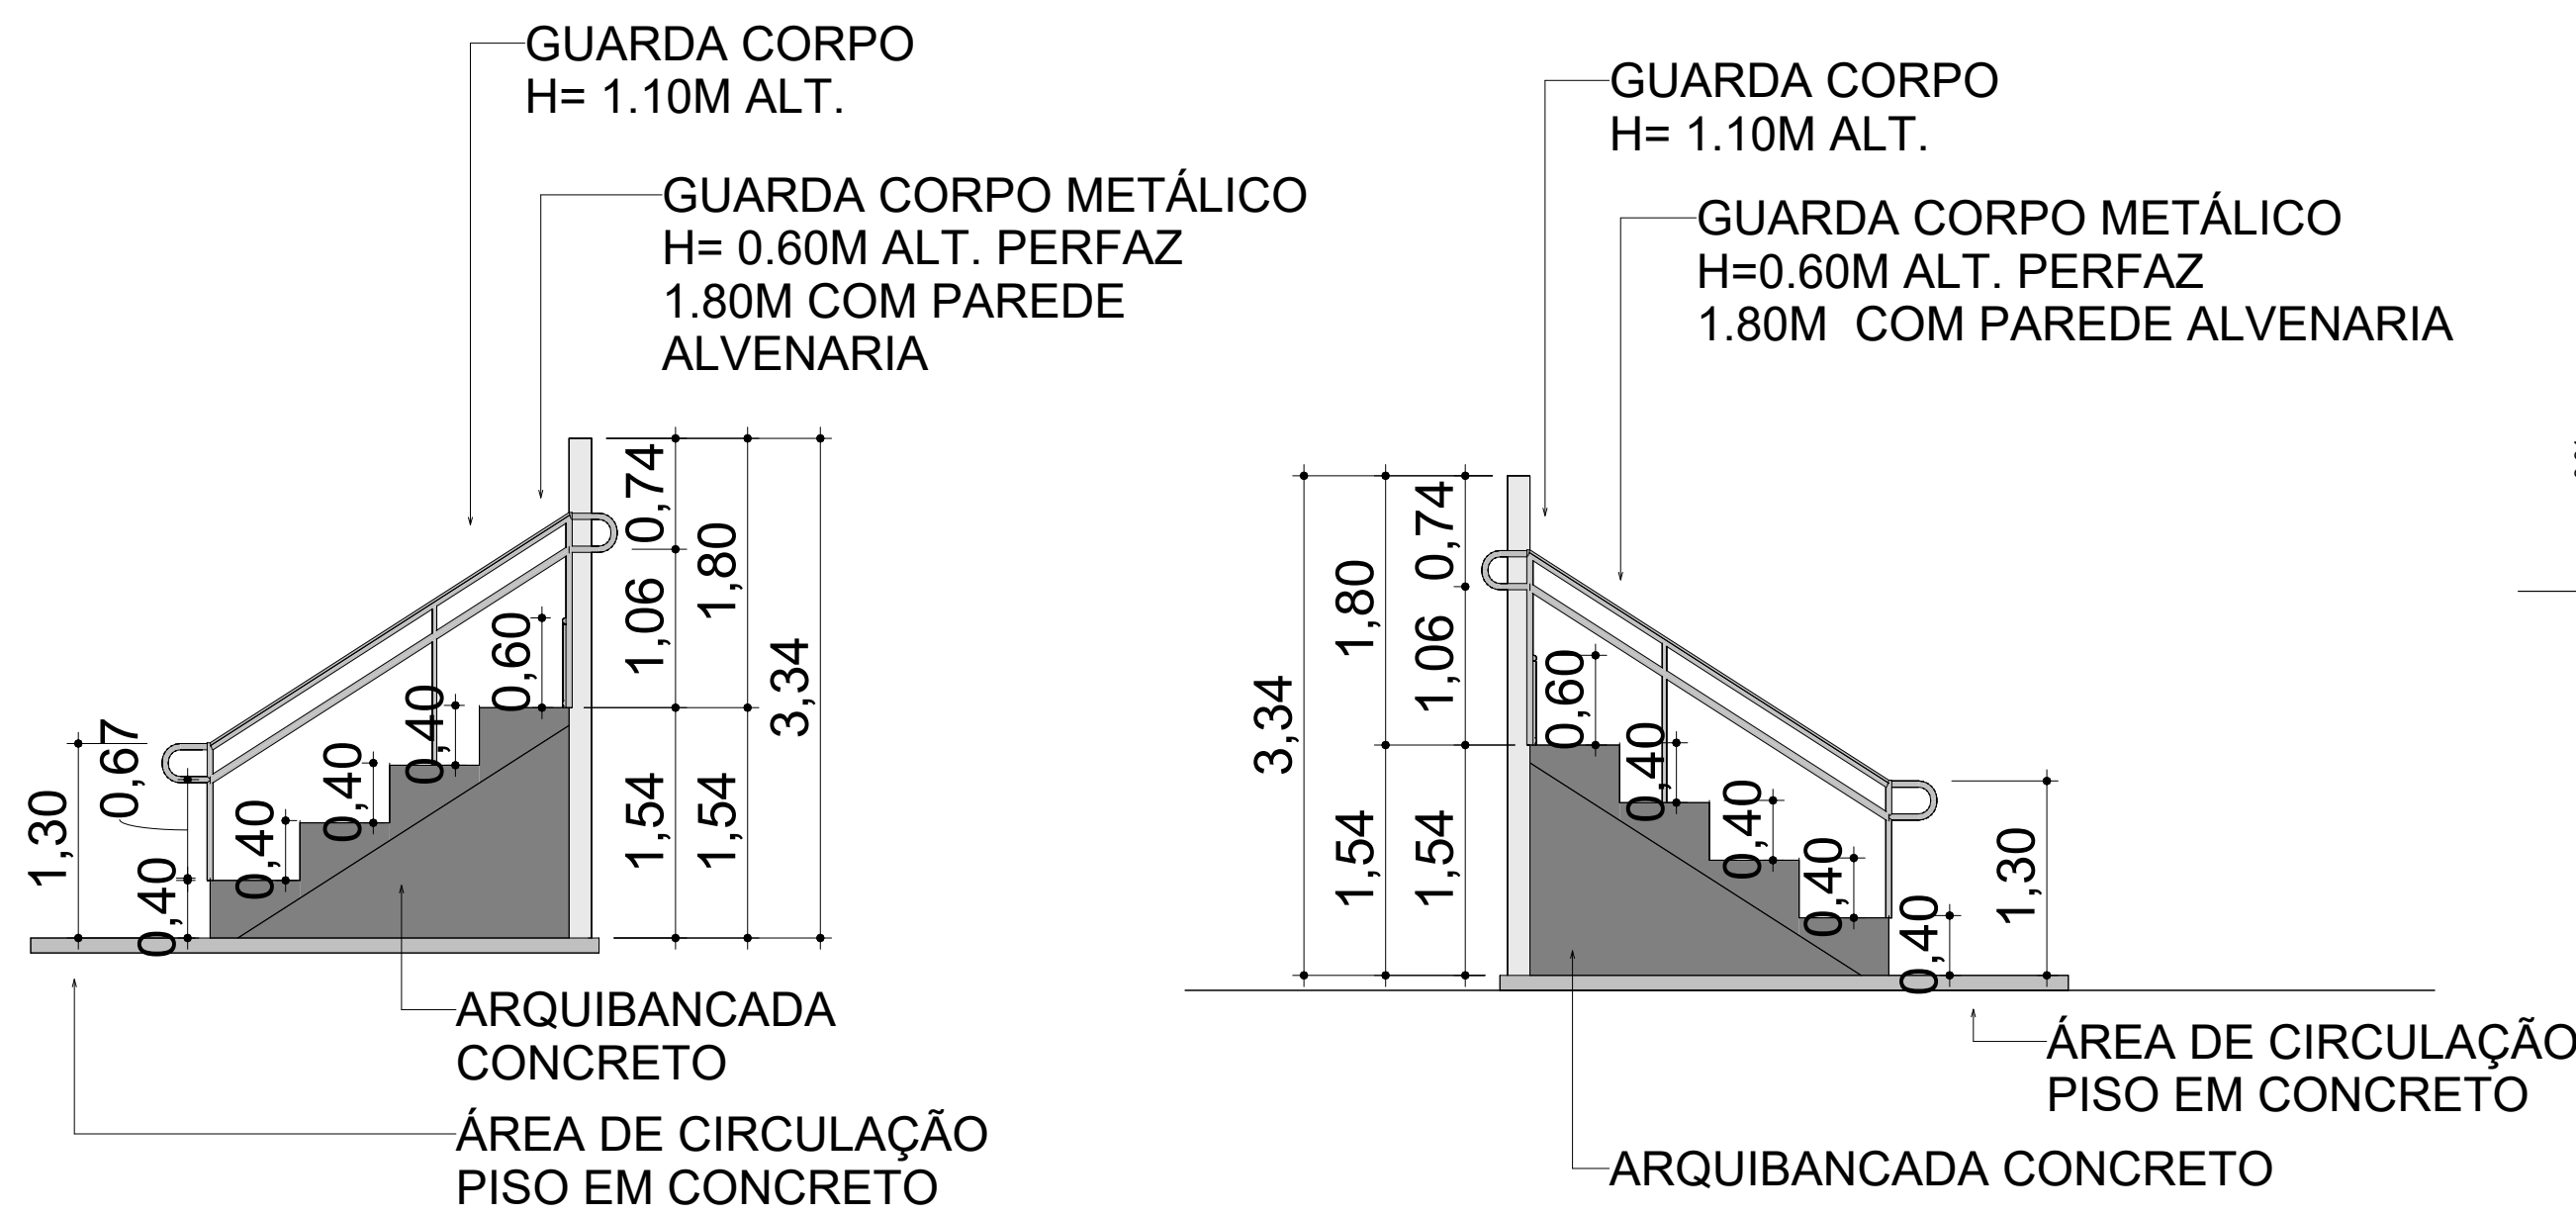 GUARDA CORPO
H= 1.10M ALT.
GUARDA CORPO METÁLICO
H= 0.60M ALT. PERFAZ
1.80M COM PAREDE
ALVENARIA
0,74
1,80
1,06
3,34
0,60
0,40
0,40
0,40
0,67
1,30
0,40
1,54
1,54
ARQUIBANCADA
CONCRETO
ÁREA DE CIRCULAÇÃO
PISO EM CONCRETO
GUARDA CORPO
H= 1.10M ALT.
GUARDA CORPO METÁLICO
H=0.60M ALT. PERFAZ
1.80M  COM PAREDE ALVENARIA
0,74
1,80
1,06
3,34
0,60
0,40
0,40
0,40
0,40
1,30
1,54
1,54
ÁREA DE CIRCULAÇÃO
PISO EM CONCRETO
ARQUIBANCADA CONCRETO